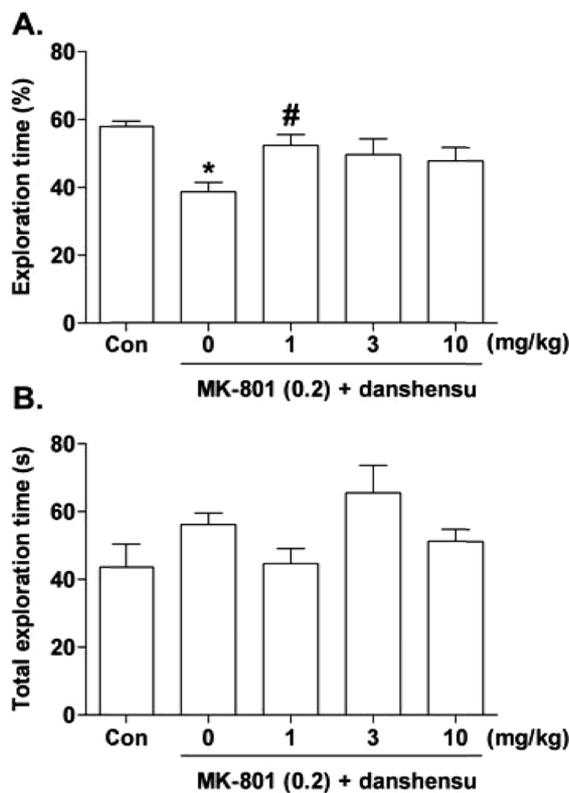 A.
Exploration time (%)
80
60
40
20
0
*
#
Con 0 1 3 10 (mg/kg)
MK-801 (0.2) + danshensu
B.
Total exploration time (s)
80
60
40
20
0
Con 0 1 3 10 (mg/kg)
MK-801 (0.2) + danshensu